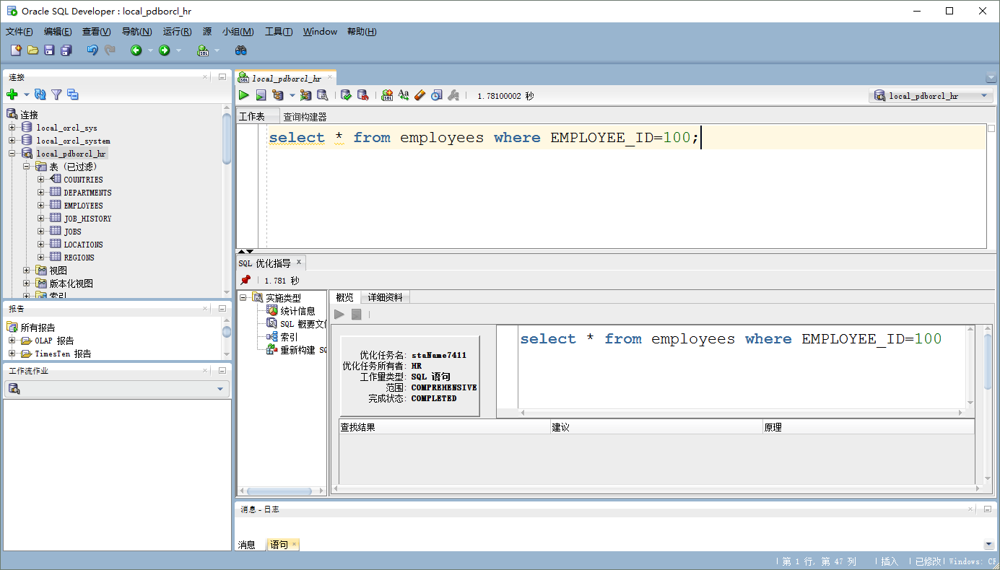 Oracle SQL Developer : local_pdborcl_hr
文件(F) 编辑(E) 查看(V) 导航(N) 运行(R) 源 小组(M) 工具(T) Window 帮助(H)
连接
连接
local_orcl_sys
local_orcl_system
local_pdborcl_hr
表 (已过滤)
COUNTRIES
DEPARTMENTS
EMPLOYEES
JOB_HISTORY
JOBS
LOCATIONS
REGIONS
视图
版本化视图
索引
报告
所有报告
OLAP 报告
TimesTen 报告
工作流作业
local_pdborcl_hr
1.78100002 秒
local_pdborcl_hr
工作表 查询构建器
select * from employees where EMPLOYEE_ID=100;
SQL 优化指导
1.781 秒
实施类型
统计信息
SQL 概要文件
索引
重新构建 SQ
概览 详细资料
优化任务名: staName7411
优化任务所有者: HR
工作量类型: SQL 语句
范围: COMPREHENSIVE
完成状态: COMPLETED
select * from employees where EMPLOYEE_ID=100
查找结果 建议 原理
消息 - 日志
消息 语句
第 1 行, 第 47 列 插入 已修改 Windows: CR